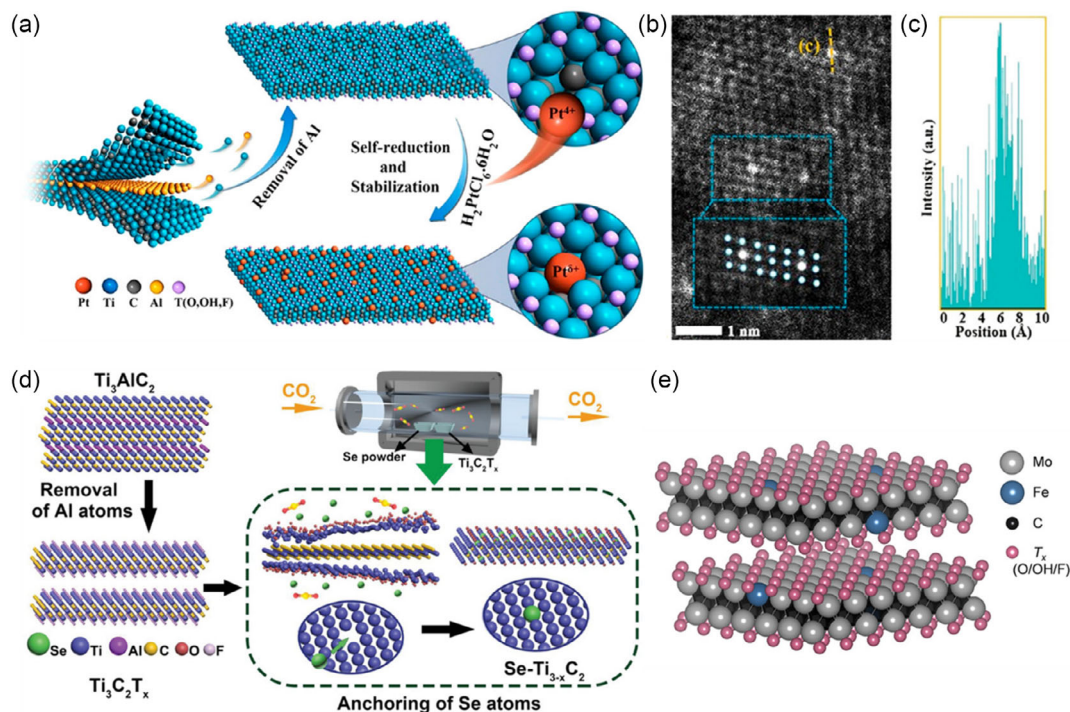 (a)
Removal of Al
Self-reduction
and
Stabilization
H₂PtCl₆.6H₂O
Pt⁴⁺
Ptᵟ⁺
Pt Ti C Al T(O,OH,F)
(b)
(c)
1 nm
(c)
Intensity (a.u.)
0 2 4 6 8 10
Position (Å)
(d)
Ti₃AlC₂
Removal
of Al atoms
Se Ti Al C O F
Ti₃C₂Tₓ
CO₂
CO₂
Se powder
Ti₃C₂Tₓ
Se-Ti₃₋ₓC₂
Anchoring of Se atoms
(e)
Mo
Fe
C
Tₓ
(O/OH/F)